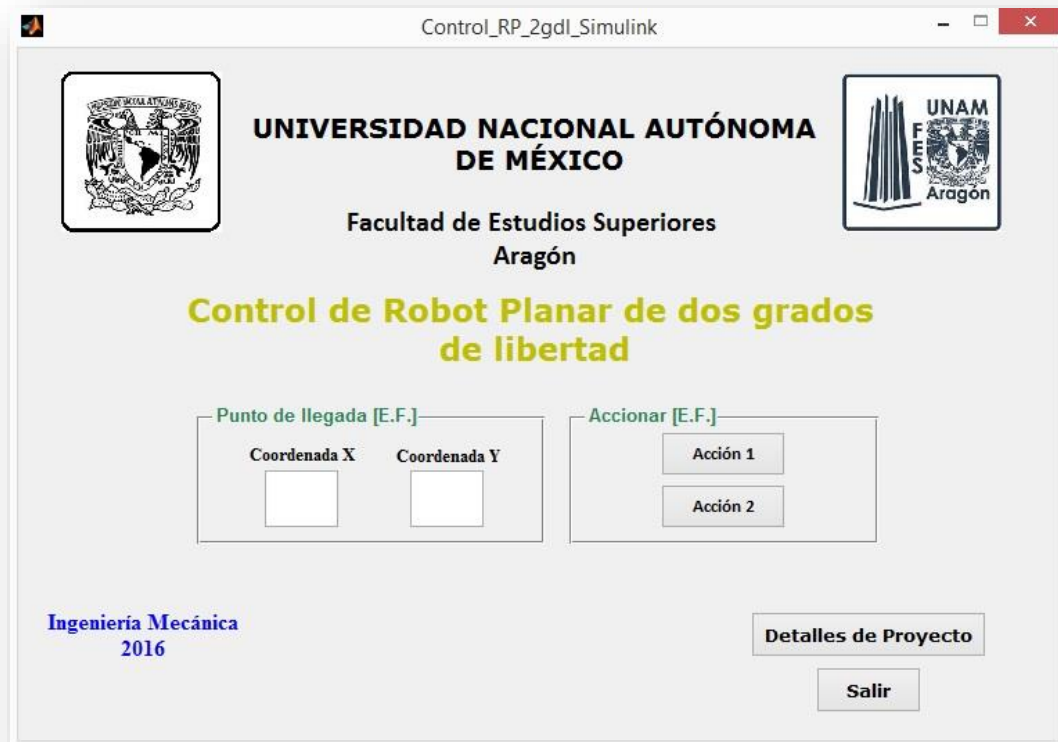 Control_RP_2gdl_Simulink
UNIVERSIDAD NACIONAL AUTÓNOMA
DE MÉXICO
UNAM
FES
Aragón
Facultad de Estudios Superiores
Aragón
Control de Robot Planar de dos grados
de libertad
Punto de llegada [E.F.]
Coordenada X
Coordenada Y
Accionar [E.F.]
Acción 1
Acción 2
Ingeniería Mecánica
2016
Detalles de Proyecto
Salir